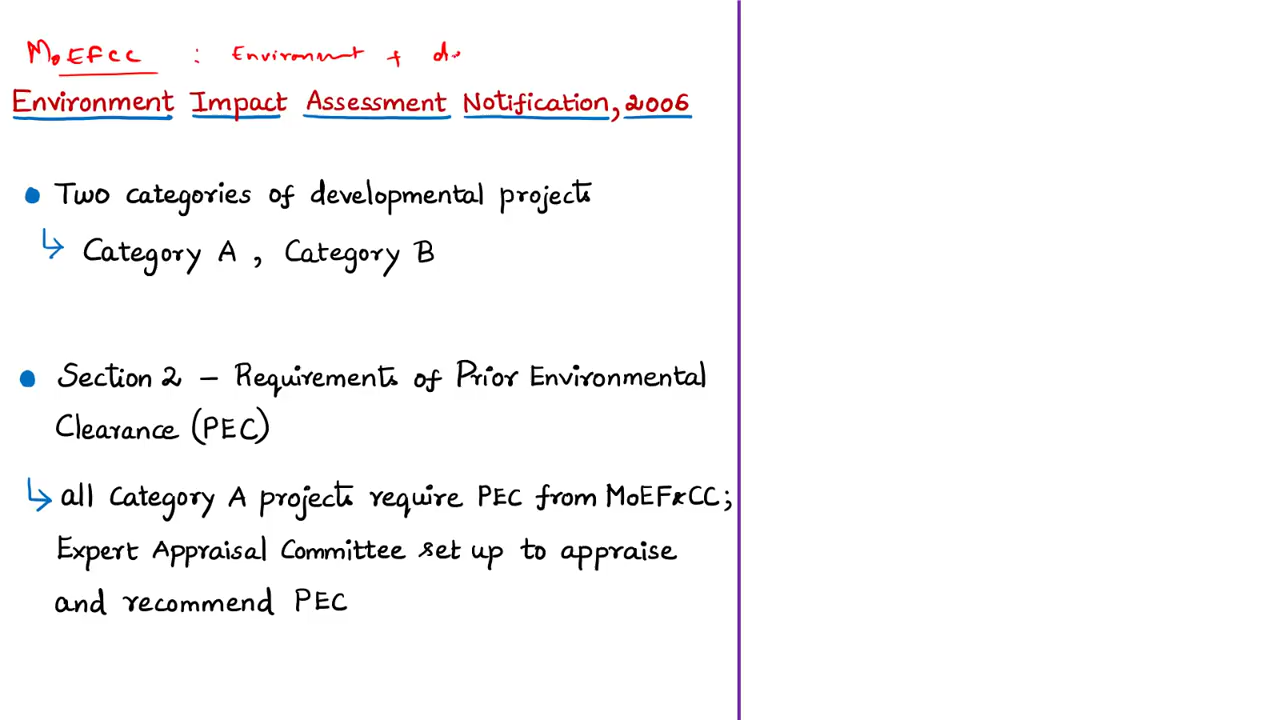 MoEFCC : Environment +
Environment Impact Assessment Notification, 2006
Two categories of developmental projects
Category A , Category B
Section 2 – Requirements of Prior Environmental
Clearance (PEC)
all Category A projects require PEC from MoEF&CC;
Expert Appraisal Committee set up to appraise
and recommend PEC